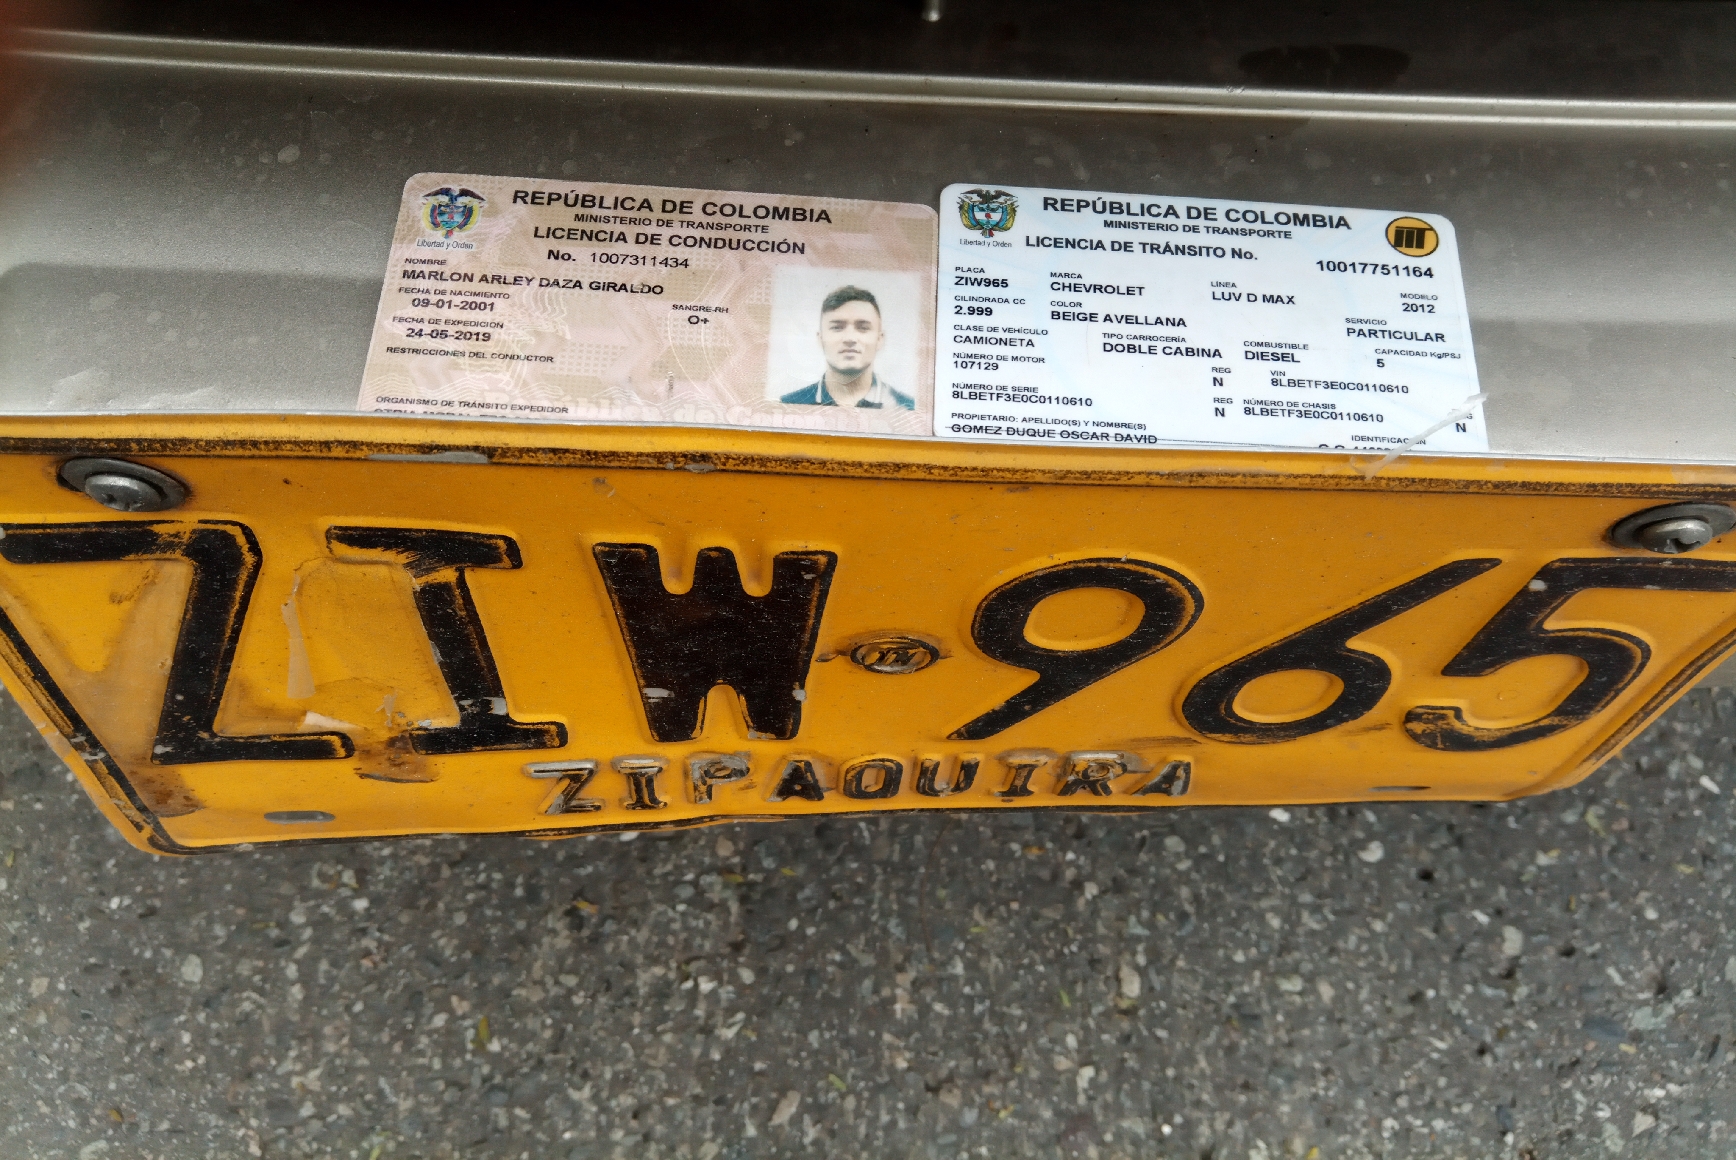 REPÚBLICA DE COLOMBIA
MINISTERIO DE TRANSPORTE
LICENCIA DE CONDUCCIÓN
No. 1007311434
Libertad y Orden
NOMBRE
MARLON ARLEY DAZA GIRALDO
FECHA DE NACIMIENTO
09-01-2001
SANGRE-RH
O+
FECHA DE EXPEDICIÓN
24-05-2019
RESTRICCIONES DEL CONDUCTOR
ORGANISMO DE TRÁNSITO EXPEDIDOR
REPÚBLICA DE COLOMBIA
MINISTERIO DE TRANSPORTE
LICENCIA DE TRÁNSITO No.
10017751164
Libertad y Orden
PLACA
ZIW965
MARCA
CHEVROLET
LÍNEA
LUV D MAX
MODELO
2012
CILINDRADA CC
2.999
COLOR
BEIGE AVELLANA
SERVICIO
PARTICULAR
CLASE DE VEHÍCULO
CAMIONETA
TIPO CARROCERÍA
DOBLE CABINA
COMBUSTIBLE
DIESEL
CAPACIDAD Kg/PSJ
5
NÚMERO DE MOTOR
107129
REG
N
VIN
8LBETF3E0C0110610
NÚMERO DE SERIE
8LBETF3E0C0110610
REG
N
NÚMERO DE CHASIS
8LBETF3E0C0110610
N
PROPIETARIO: APELLIDO(S) Y NOMBRE(S)
GOMEZ DUQUE OSCAR DAVID
ZIW 965
ZIPAQUIRA